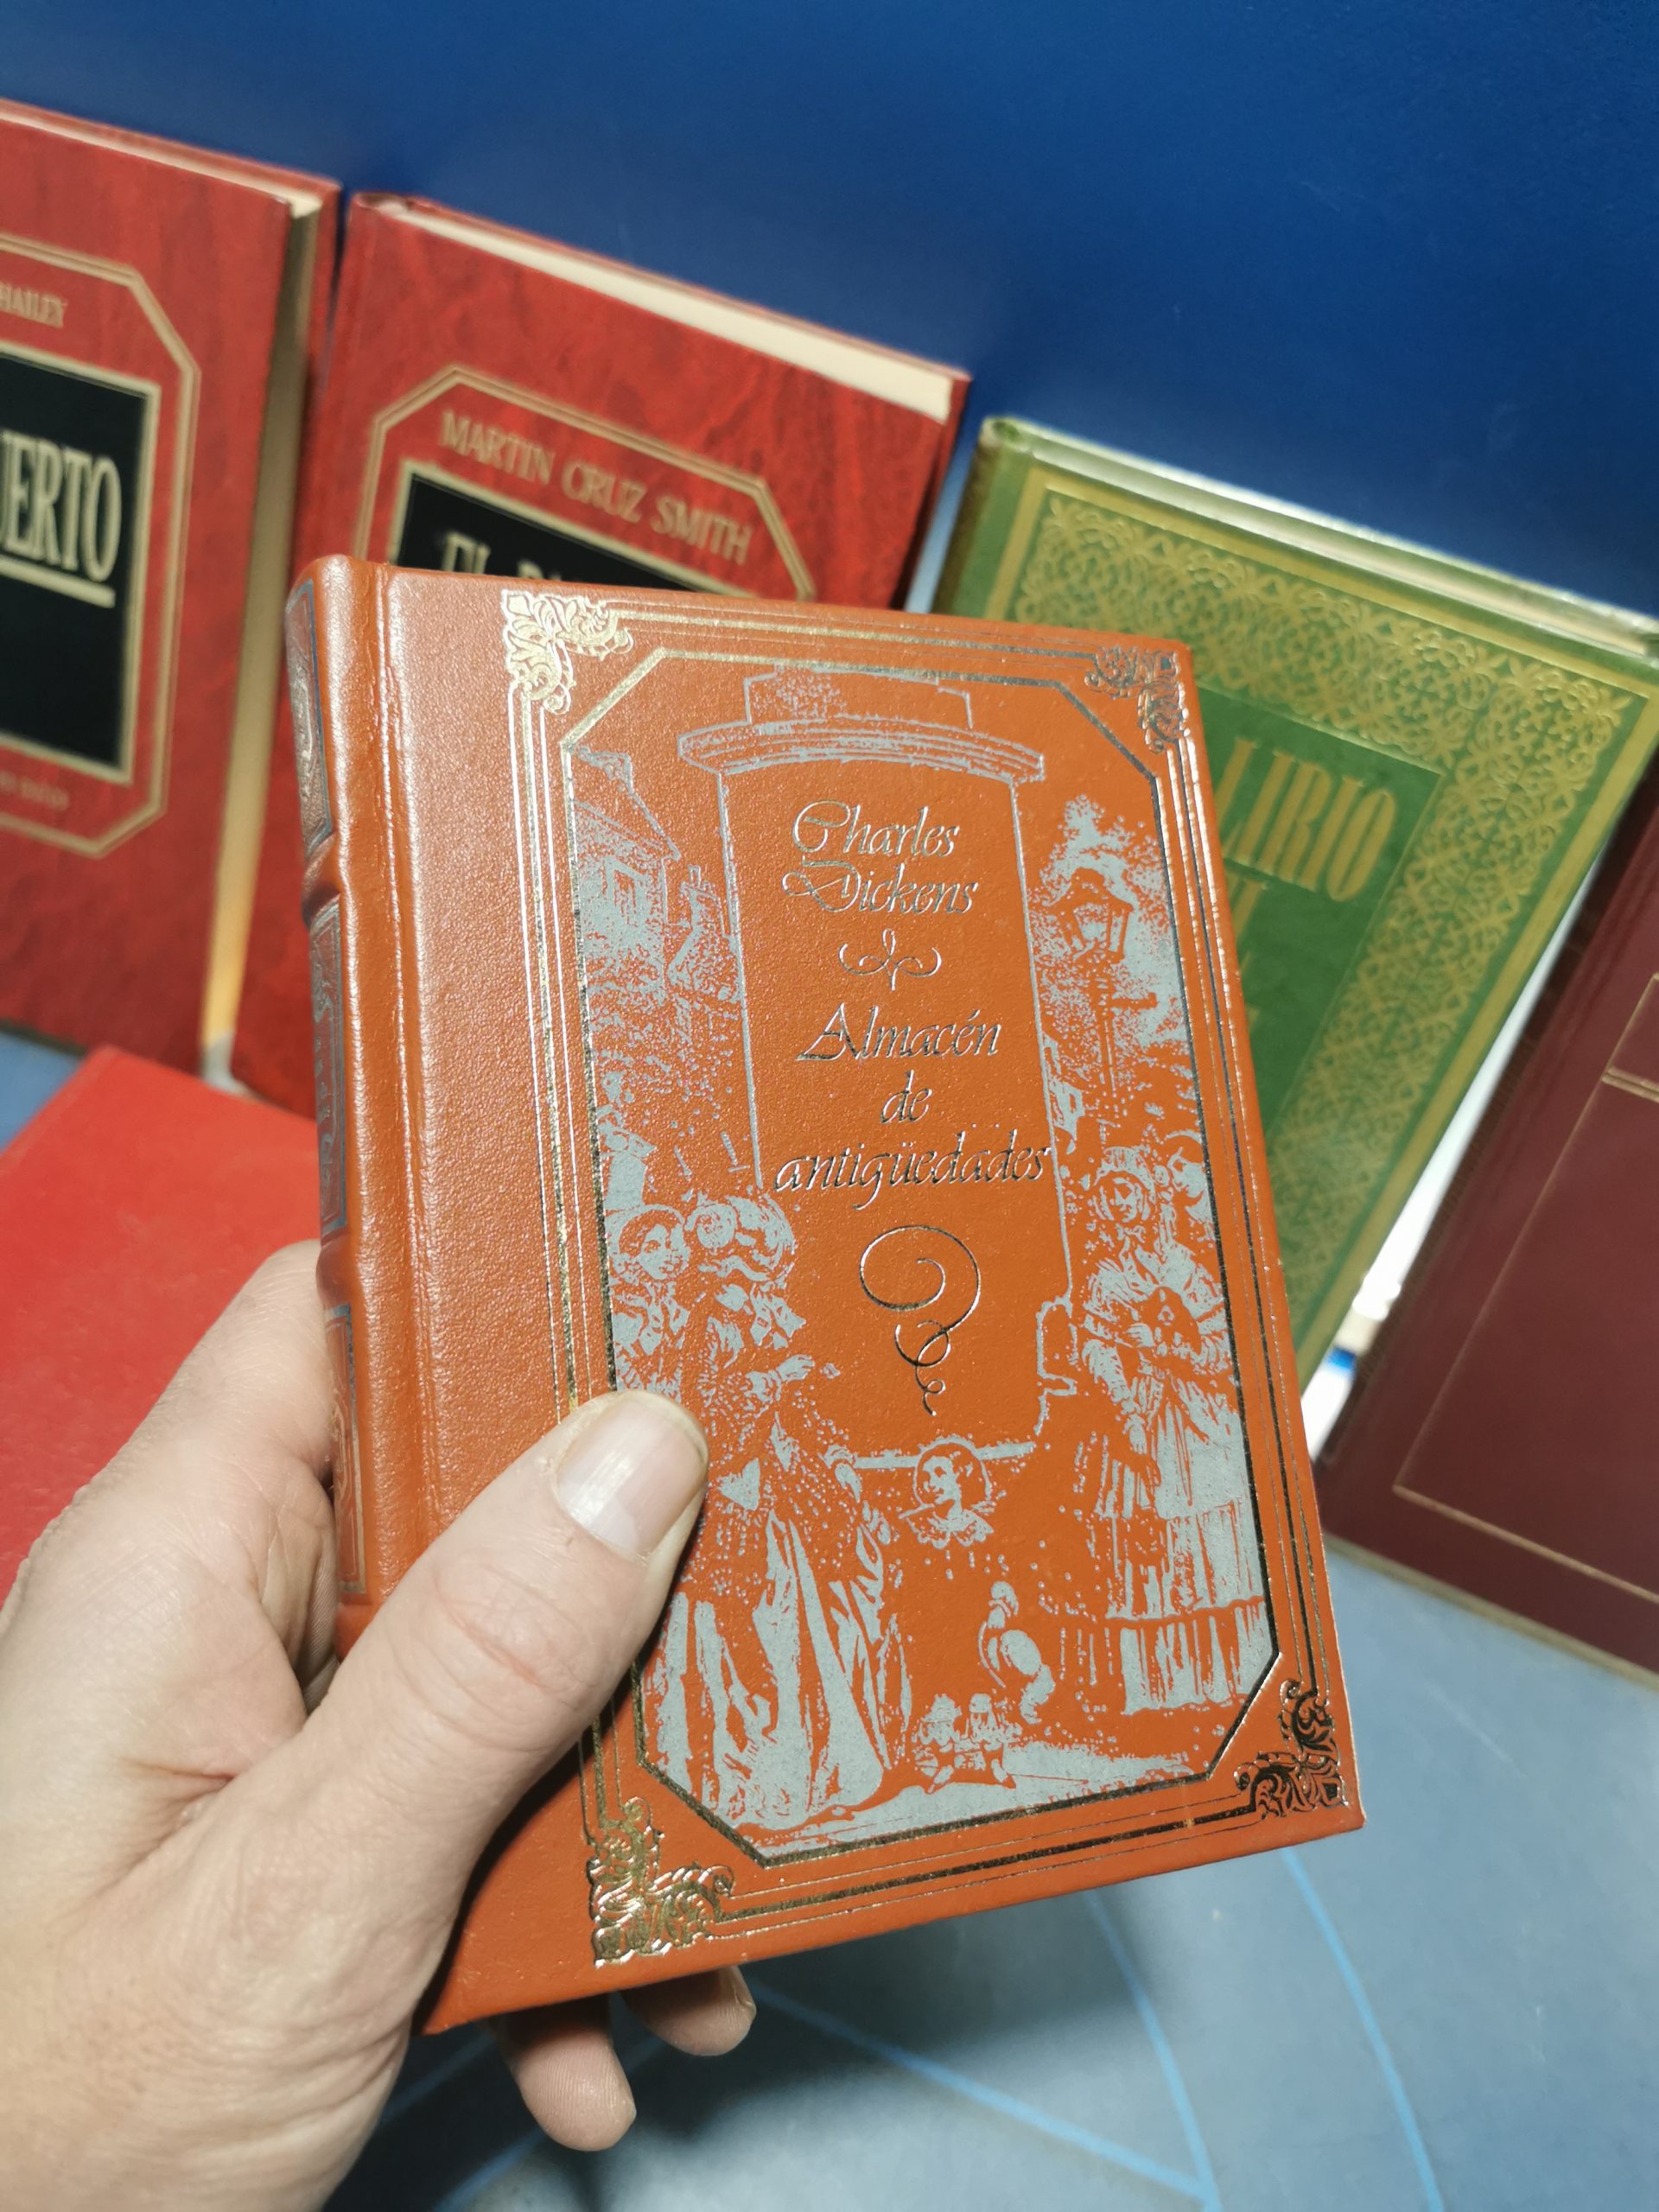 HAILEY
UERTO
MARTIN CRUZ SMITH
LIRIO
Charles
Dickens
Almacén
de
antigüedades